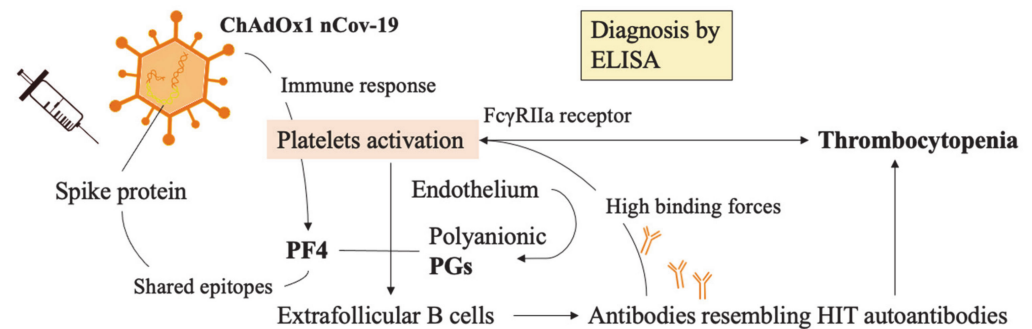 ChAdOx1 nCov-19
Diagnosis by
ELISA
Immune response
FcγRIIa receptor
Platelets activation
Thrombocytopenia
Spike protein
Endothelium
High binding forces
PF4
Polyanionic
PGs
Shared epitopes
Extrafollicular B cells
Antibodies resembling HIT autoantibodies